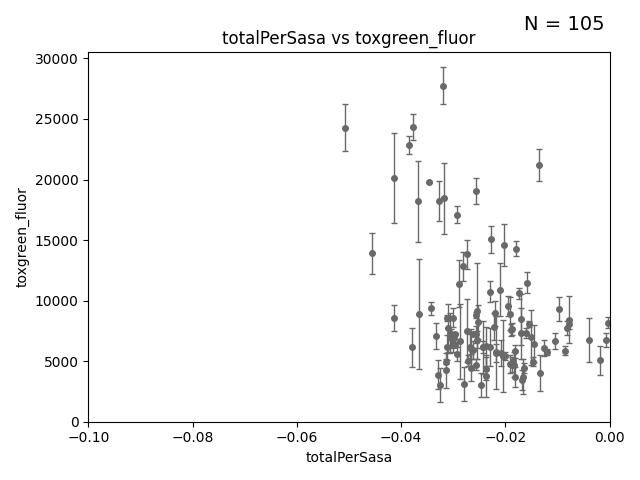 N = 105
totalPerSasa vs toxgreen_fluor
30000
25000
20000
15000
10000
5000
0
toxgreen_fluor
−0.10 −0.08 −0.06 −0.04 −0.02 0.00
totalPerSasa